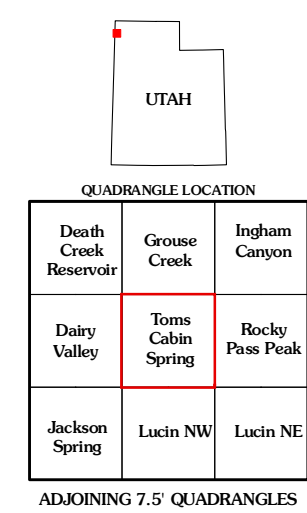 UTAH
QUADRANGLE LOCATION
Death
Creek
Reservoir
Grouse
Creek
Ingham
Canyon
Dairy
Valley
Toms
Cabin
Spring
Rocky
Pass Peak
Jackson
Spring
Lucin NW
Lucin NE
ADJOINING 7.5' QUADRANGLES